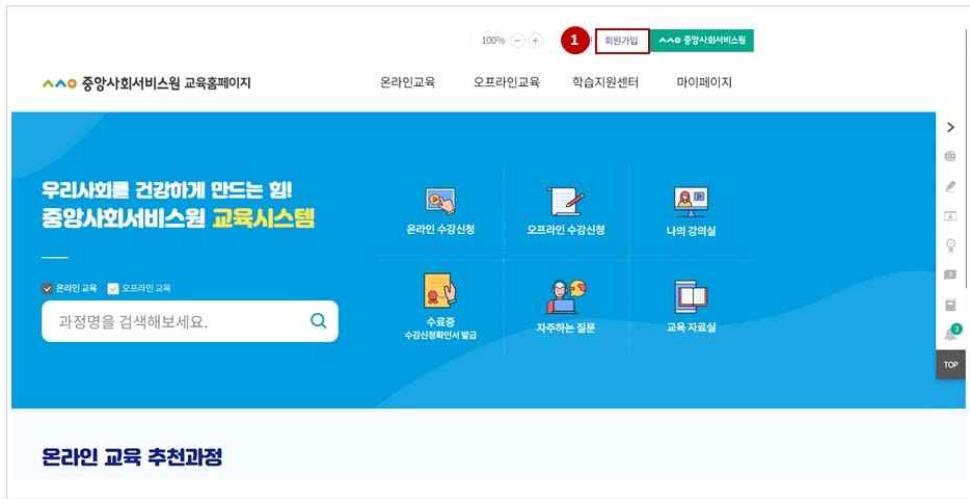 100%
1
회원가입
중앙사회서비스원
중앙사회서비스원 교육홈페이지
온라인교육
오프라인교육
학습지원센터
마이페이지
우리사회를 건강하게 만드는 힘!
중앙사회서비스원 교육시스템
온라인 교육
오프라인 교육
과정명을 검색해보세요.
온라인 수강신청
오프라인 수강신청
나의 강의실
수료증
수강신청확인서 발급
자주하는 질문
교육 자료실
TOP
온라인 교육 추천과정